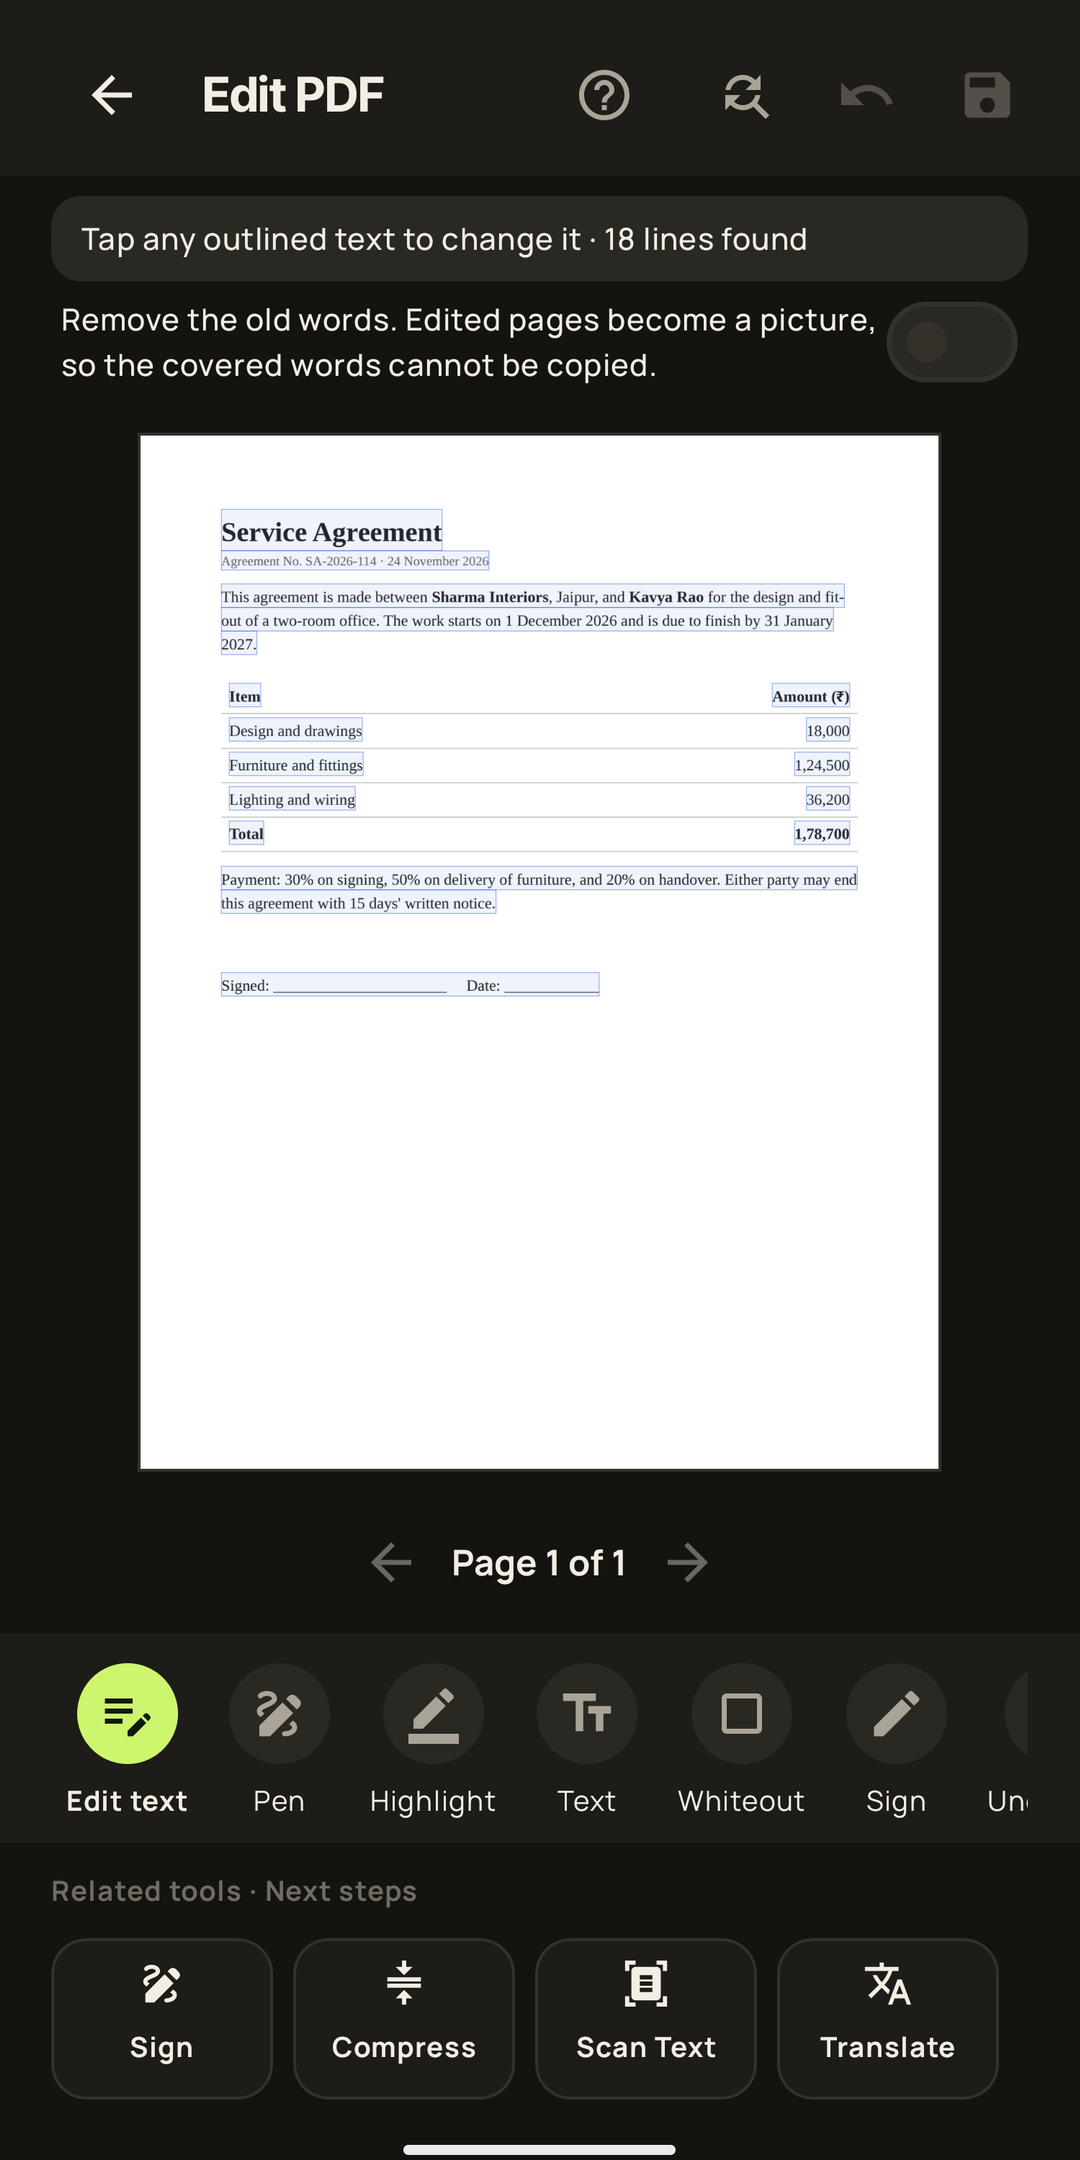 Edit PDF
Tap any outlined text to change it · 18 lines found
Remove the old words. Edited pages become a picture,
so the covered words cannot be copied.
Service Agreement
Agreement No. SA-2026-114 · 24 November 2026
This agreement is made between Sharma Interiors, Jaipur, and Kavya Rao for the design and fit-
out of a two-room office. The work starts on 1 December 2026 and is due to finish by 31 January
2027.
Item Amount (₹)
Design and drawings 18,000
Furniture and fittings 1,24,500
Lighting and wiring 36,200
Total 1,78,700
Payment: 30% on signing, 50% on delivery of furniture, and 20% on handover. Either party may end
this agreement with 15 days' written notice.
Signed: ______________________ Date: ____________
Page 1 of 1
Edit text Pen Highlight Text Whiteout Sign
Related tools · Next steps
Sign Compress Scan Text Translate